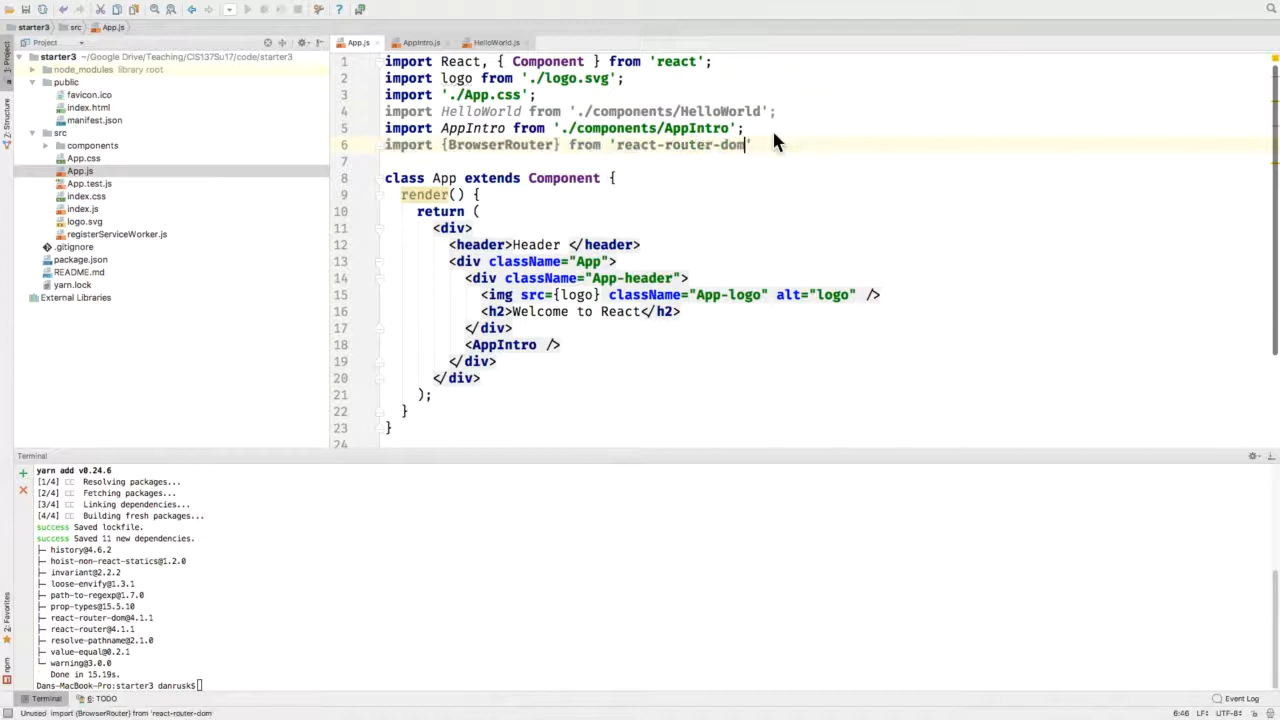 starter3 src App.js
Project
App.js AppIntro.js HelloWorld.js
starter3 ~/Google Drive/Teaching/CIS137Su17/code/starter3
node_modules library root
public
favicon.ico
index.html
manifest.json
src
components
App.css
App.js
App.test.js
index.css
index.js
logo.svg
registerServiceWorker.js
.gitignore
package.json
README.md
yarn.lock
External Libraries
1: Project
7: Structure
2: Favorites
npm
1 import React, { Component } from 'react';
2 import logo from './logo.svg';
3 import './App.css';
4 import HelloWorld from './components/HelloWorld';
5 import AppIntro from './components/AppIntro';
6 import {BrowserRouter} from 'react-router-dom'
7
8 class App extends Component {
9 render() {
10 return (
11 <div>
12 <header>Header </header>
13 <div className="App">
14 <div className="App-header">
15 <img src={logo} className="App-logo" alt="logo" />
16 <h2>Welcome to React</h2>
17 </div>
18 <AppIntro />
19 </div>
20 </div>
21 );
22 }
23 }
24
Terminal
yarn add v0.24.6
[1/4] Resolving packages...
[2/4] Fetching packages...
[3/4] Linking dependencies...
[4/4] Building fresh packages...
success Saved lockfile.
success Saved 11 new dependencies.
├─ history@4.6.2
├─ hoist-non-react-statics@1.2.0
├─ invariant@2.2.2
├─ loose-envify@1.3.1
├─ path-to-regexp@1.7.0
├─ prop-types@15.5.10
├─ react-router-dom@4.1.1
├─ react-router@4.1.1
├─ resolve-pathname@2.1.0
├─ value-equal@0.2.1
└─ warning@3.0.0
Done in 15.19s.
Dans-MacBook-Pro:starter3 danrusk$
Terminal 6: TODO Event Log
Unused import {BrowserRouter} from 'react-router-dom' 6:46 LF÷ UTF-8÷